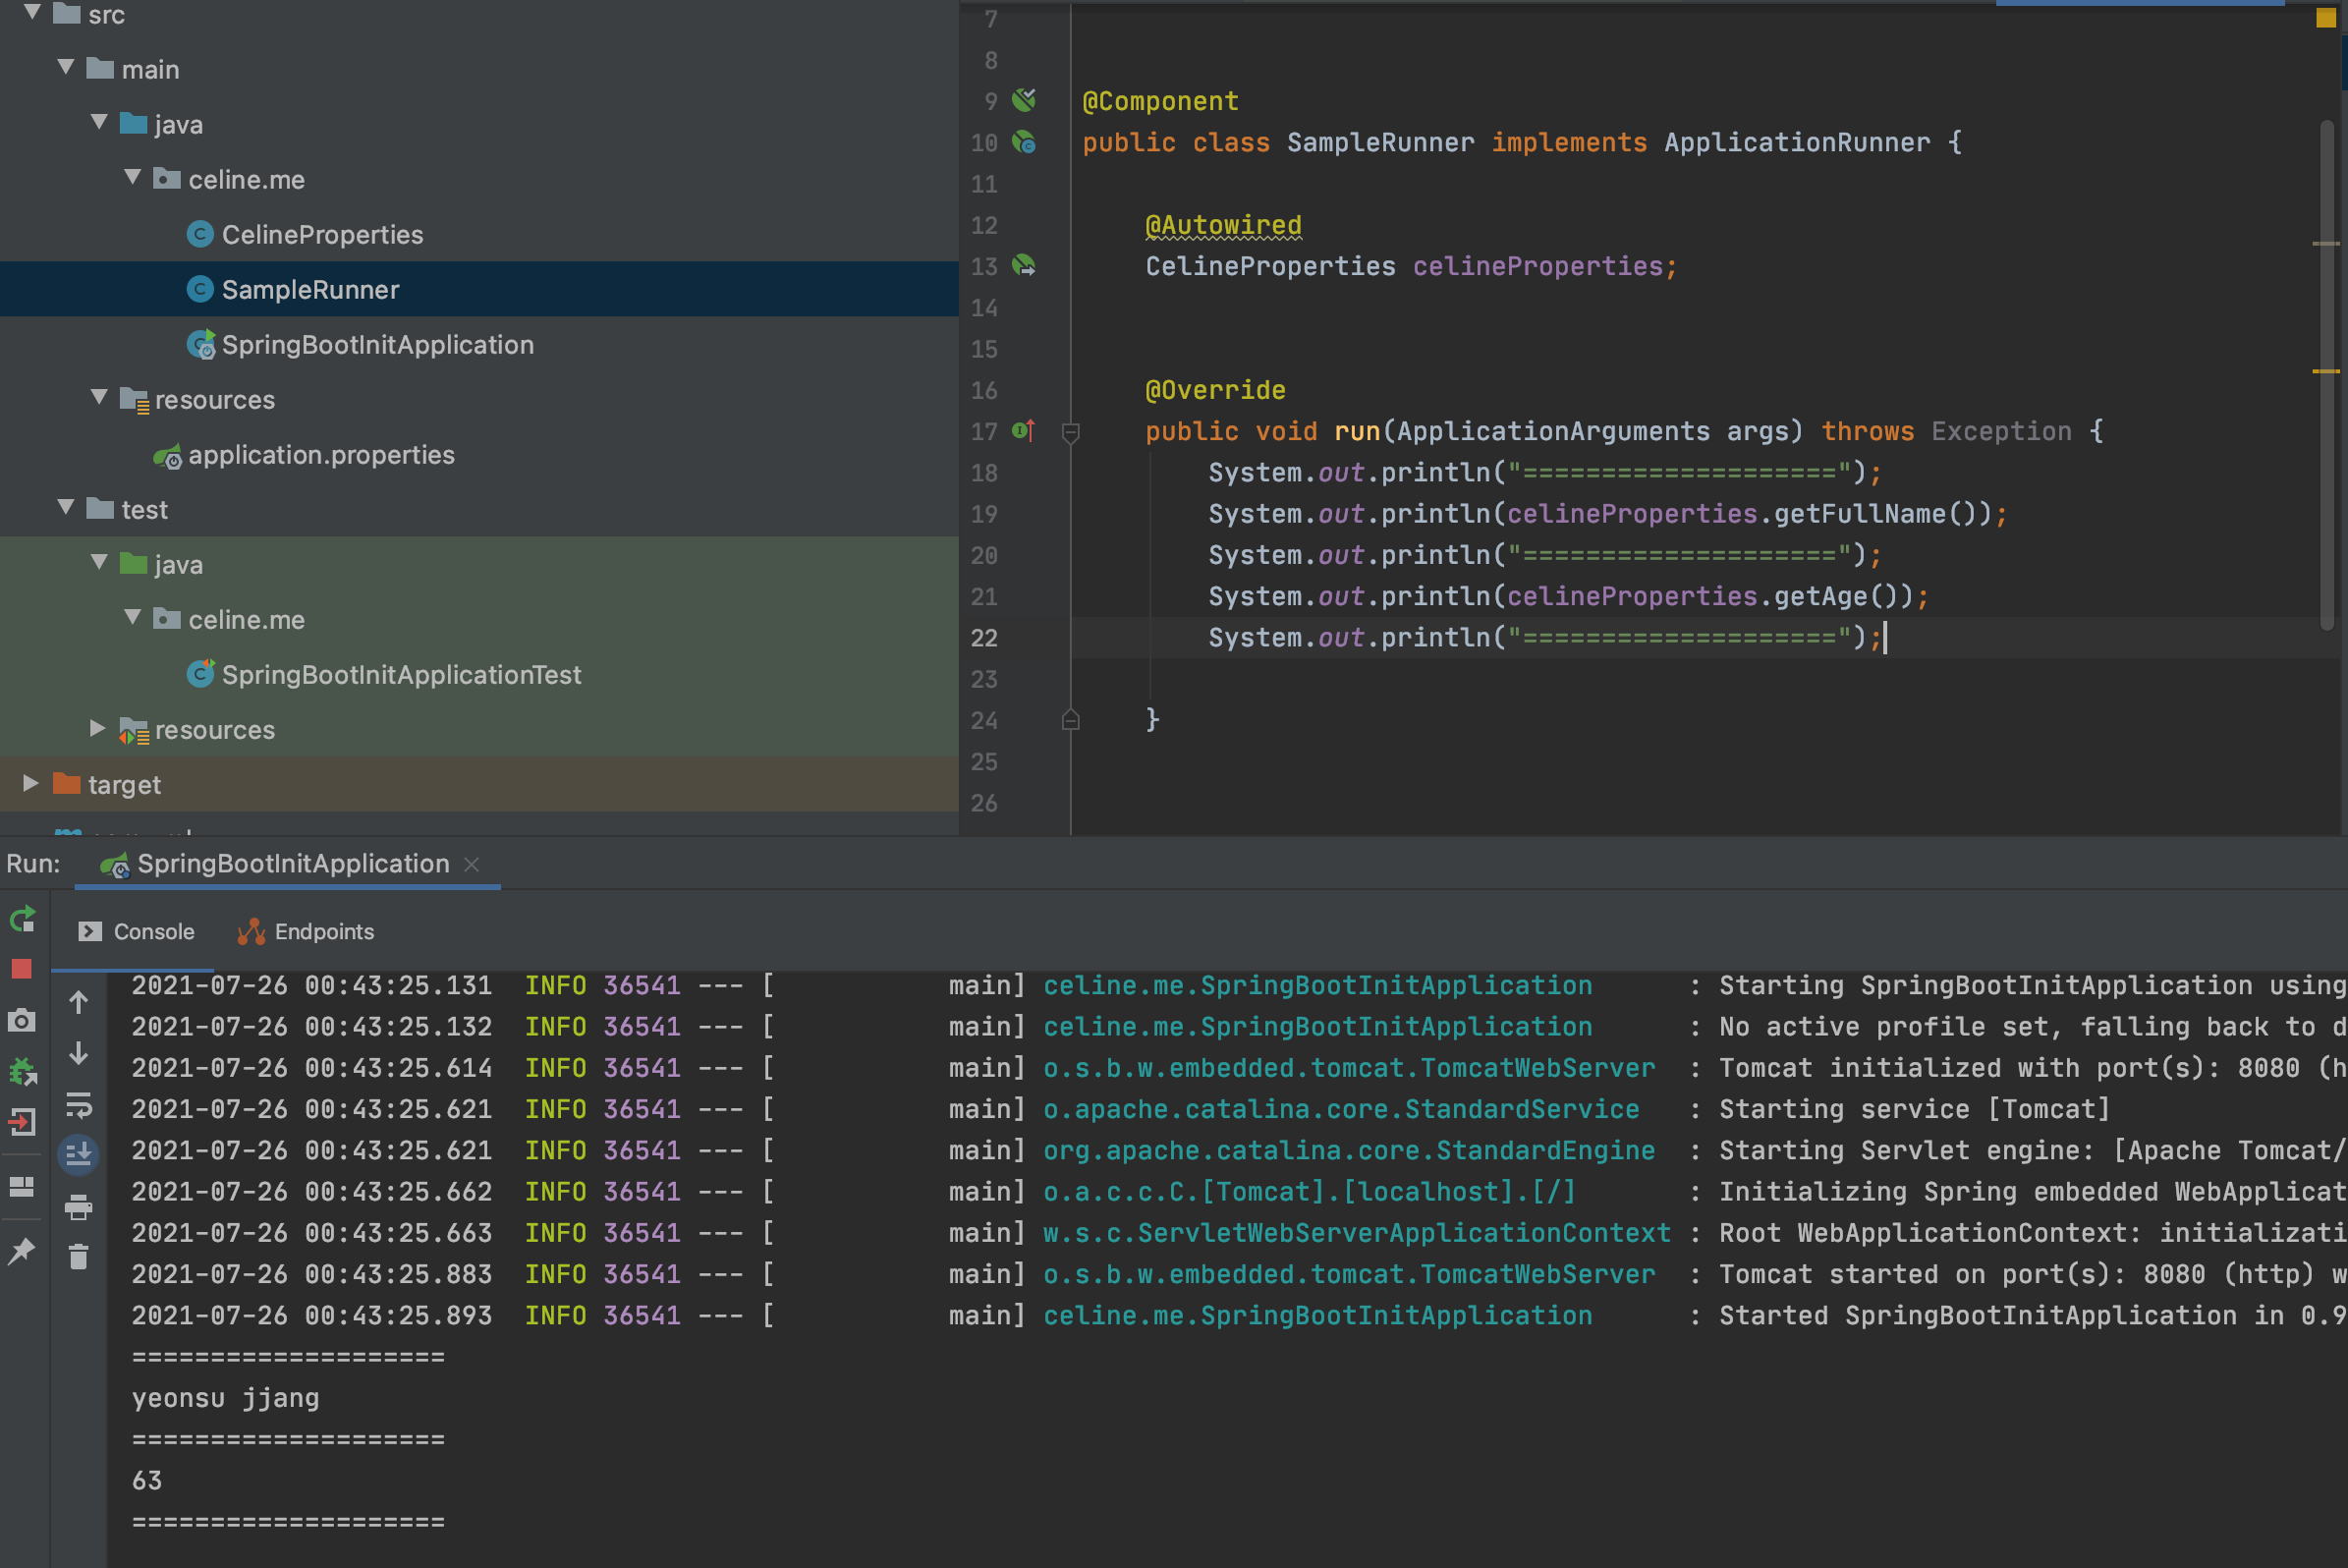 src
main
java
celine.me
CelineProperties
SampleRunner
SpringBootInitApplication
resources
application.properties
test
java
celine.me
SpringBootInitApplicationTest
resources
target
7
8
9 @Component
10 public class SampleRunner implements ApplicationRunner {
11
12 @Autowired
13 CelineProperties celineProperties;
14
15
16 @Override
17 public void run(ApplicationArguments args) throws Exception {
18 System.out.println("====================");
19 System.out.println(celineProperties.getFullName());
20 System.out.println("====================");
21 System.out.println(celineProperties.getAge());
22 System.out.println("====================");
23
24 }
25
26
Run: SpringBootInitApplication
Console Endpoints
2021-07-26 00:43:25.131 INFO 36541 --- [ main] celine.me.SpringBootInitApplication : Starting SpringBootInitApplication using
2021-07-26 00:43:25.132 INFO 36541 --- [ main] celine.me.SpringBootInitApplication : No active profile set, falling back to d
2021-07-26 00:43:25.614 INFO 36541 --- [ main] o.s.b.w.embedded.tomcat.TomcatWebServer : Tomcat initialized with port(s): 8080 (h
2021-07-26 00:43:25.621 INFO 36541 --- [ main] o.apache.catalina.core.StandardService : Starting service [Tomcat]
2021-07-26 00:43:25.621 INFO 36541 --- [ main] org.apache.catalina.core.StandardEngine : Starting Servlet engine: [Apache Tomcat/
2021-07-26 00:43:25.662 INFO 36541 --- [ main] o.a.c.c.C.[Tomcat].[localhost].[/] : Initializing Spring embedded WebApplicat
2021-07-26 00:43:25.663 INFO 36541 --- [ main] w.s.c.ServletWebServerApplicationContext : Root WebApplicationContext: initializati
2021-07-26 00:43:25.883 INFO 36541 --- [ main] o.s.b.w.embedded.tomcat.TomcatWebServer : Tomcat started on port(s): 8080 (http) w
2021-07-26 00:43:25.893 INFO 36541 --- [ main] celine.me.SpringBootInitApplication : Started SpringBootInitApplication in 0.9
====================
yeonsu jjang
====================
63
====================